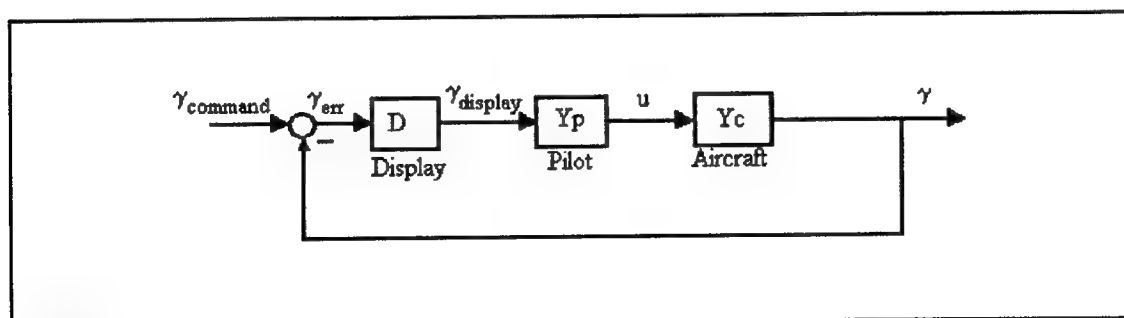 γcommand
γerr
D
Display
γdisplay
Yp
Pilot
u
Yc
Aircraft
γ
−